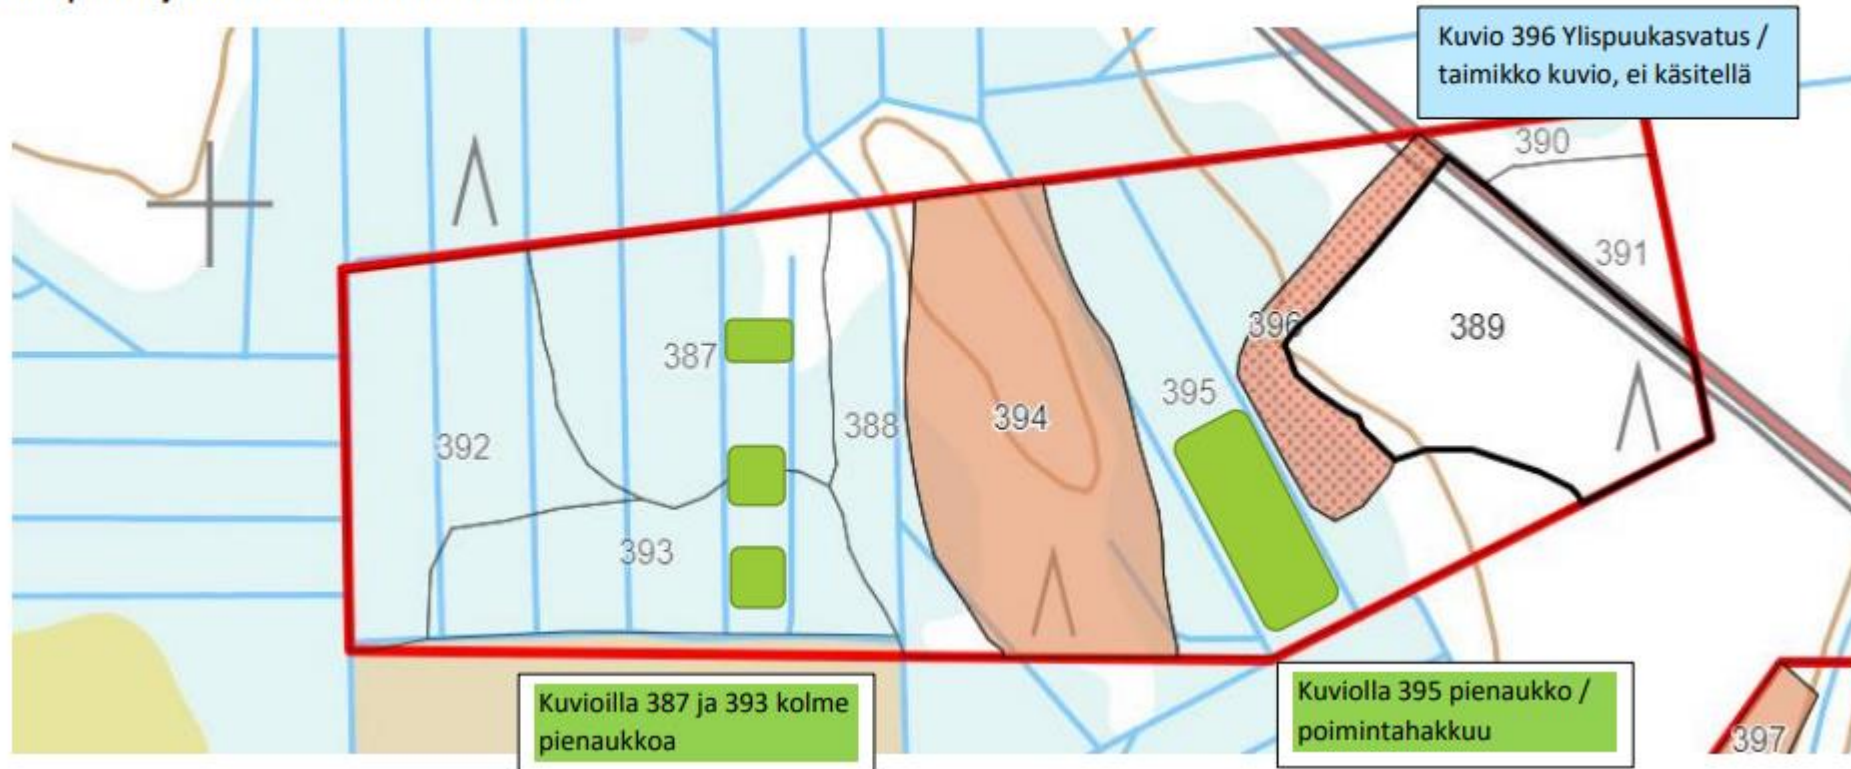 Kuvio 396 Ylispuukasvatus /
taimikko kuvio, ei käsitellä
390
391
396
389
387
395
388
394
392
393
Kuvioilla 387 ja 393 kolme
pienaukkoa
Kuviolla 395 pienaukko /
poimintahakkuu
397